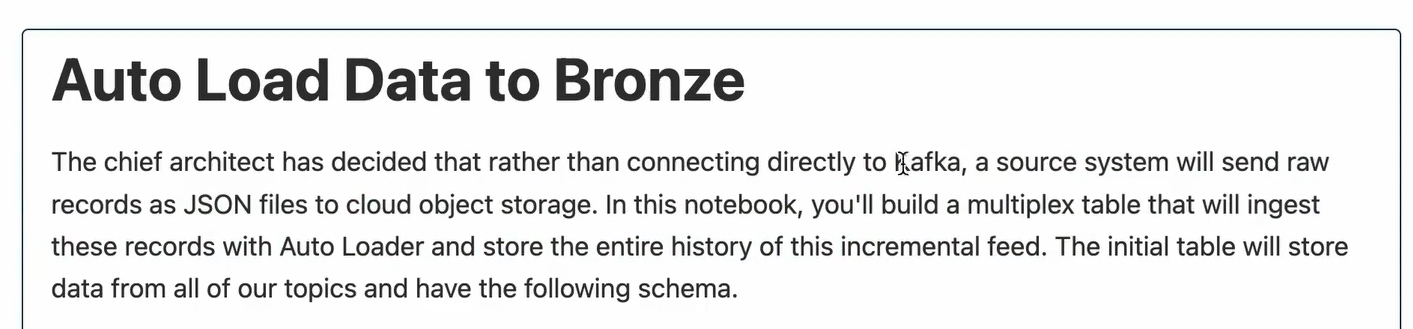 Auto Load Data to Bronze
The chief architect has decided that rather than connecting directly to Kafka, a source system will send raw
records as JSON files to cloud object storage. In this notebook, you'll build a multiplex table that will ingest
these records with Auto Loader and store the entire history of this incremental feed. The initial table will store
data from all of our topics and have the following schema.